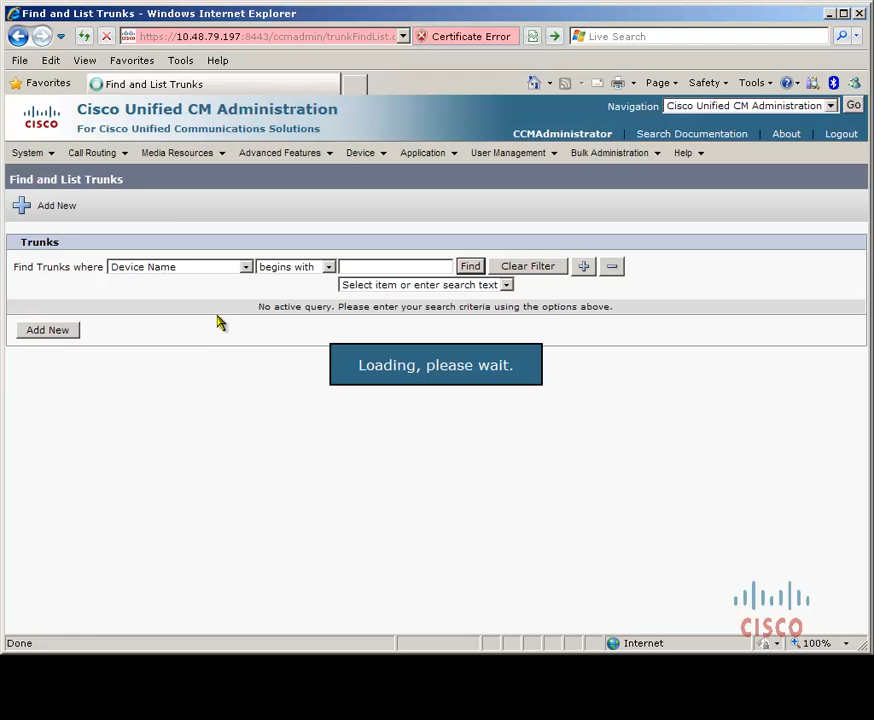 Find and List Trunks - Windows Internet Explorer
https://10.48.79.197:8443/ccmadmin/trunkFindList.c
Certificate Error
Live Search
File Edit View Favorites Tools Help
Favorites
Find and List Trunks
Page Safety Tools
CISCO
Cisco Unified CM Administration
For Cisco Unified Communications Solutions
Navigation Cisco Unified CM Administration Go
CCMAdministrator Search Documentation About Logout
System Call Routing Media Resources Advanced Features Device Application User Management Bulk Administration Help
Find and List Trunks
Add New
Trunks
Find Trunks where Device Name begins with Find Clear Filter
Select item or enter search text
No active query. Please enter your search criteria using the options above.
Add New
Loading, please wait.
CISCO
Done Internet 100%